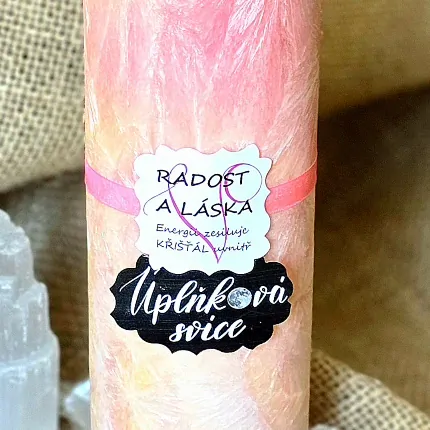 RADOST
A LÁSKA
Energii zesiluje
KŘIŠŤÁL uvnitř
Úplňková
svíce